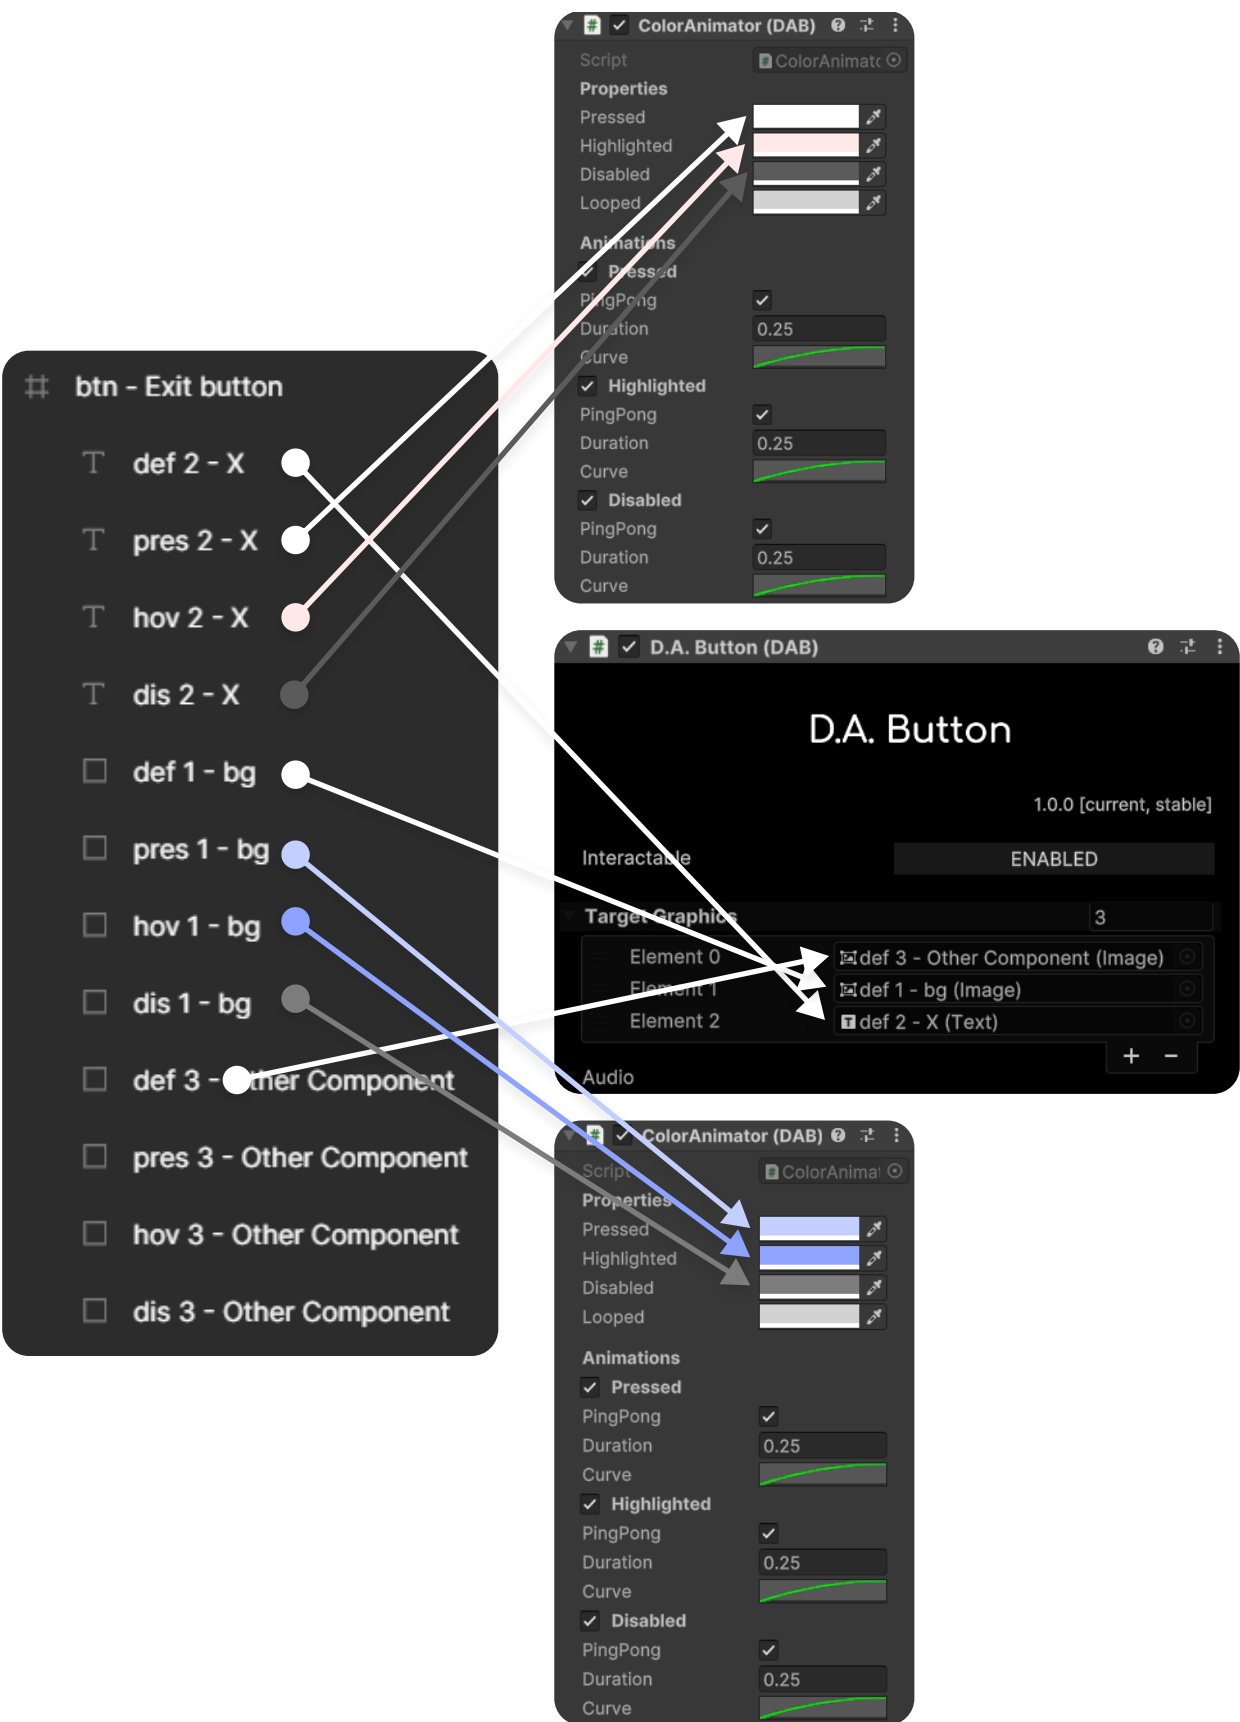 ColorAnimator (DAB)
Script
ColorAnimatc
Properties
Pressed
Highlighted
Disabled
Looped
Animations
Pressed
PingPong
Duration 0.25
Curve
Highlighted
PingPong
Duration 0.25
Curve
Disabled
PingPong
Duration 0.25
Curve
btn - Exit button
def 2 - X
pres 2 - X
hov 2 - X
dis 2 - X
def 1 - bg
pres 1 - bg
hov 1 - bg
dis 1 - bg
def 3 - Other Component
pres 3 - Other Component
hov 3 - Other Component
dis 3 - Other Component
D.A. Button (DAB)
D.A. Button
1.0.0 [current, stable]
Interactable ENABLED
Target Graphics 3
Element 0 def 3 - Other Component (Image)
Element 1 def 1 - bg (Image)
Element 2 def 2 - X (Text)
Audio
ColorAnimator (DAB)
Script ColorAnimat
Properties
Pressed
Highlighted
Disabled
Looped
Animations
Pressed
PingPong
Duration 0.25
Curve
Highlighted
PingPong
Duration 0.25
Curve
Disabled
PingPong
Duration 0.25
Curve